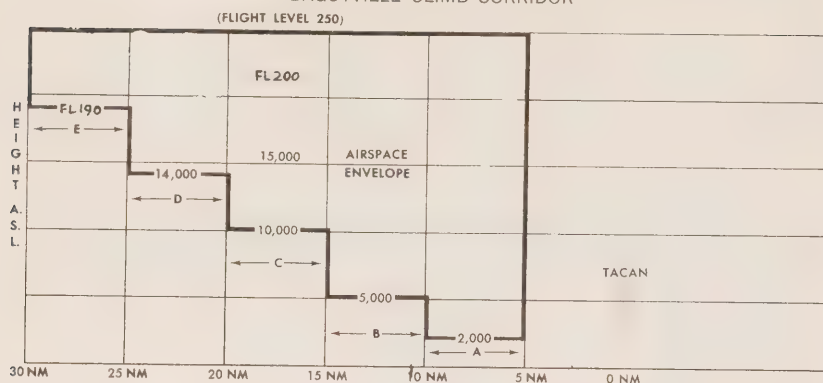 (FLIGHT LEVEL 250)
FL200
HEIGHT A.S.L.
FL190
E
15,000
AIRSPACE
ENVELOPE
14,000
D
10,000
C
TACAN
5,000
B
2,000
A
30 NM 25 NM 20 NM 15 NM 10 NM 5 NM 0 NM